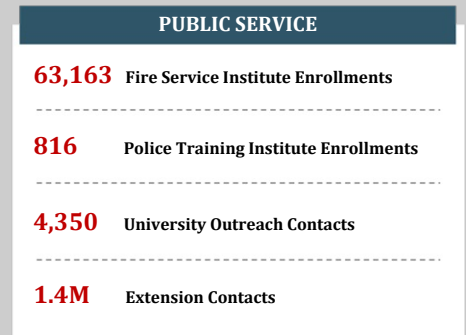 PUBLIC SERVICE
63,163 Fire Service Institute Enrollments
816 Police Training Institute Enrollments
4,350 University Outreach Contacts
1.4M Extension Contacts